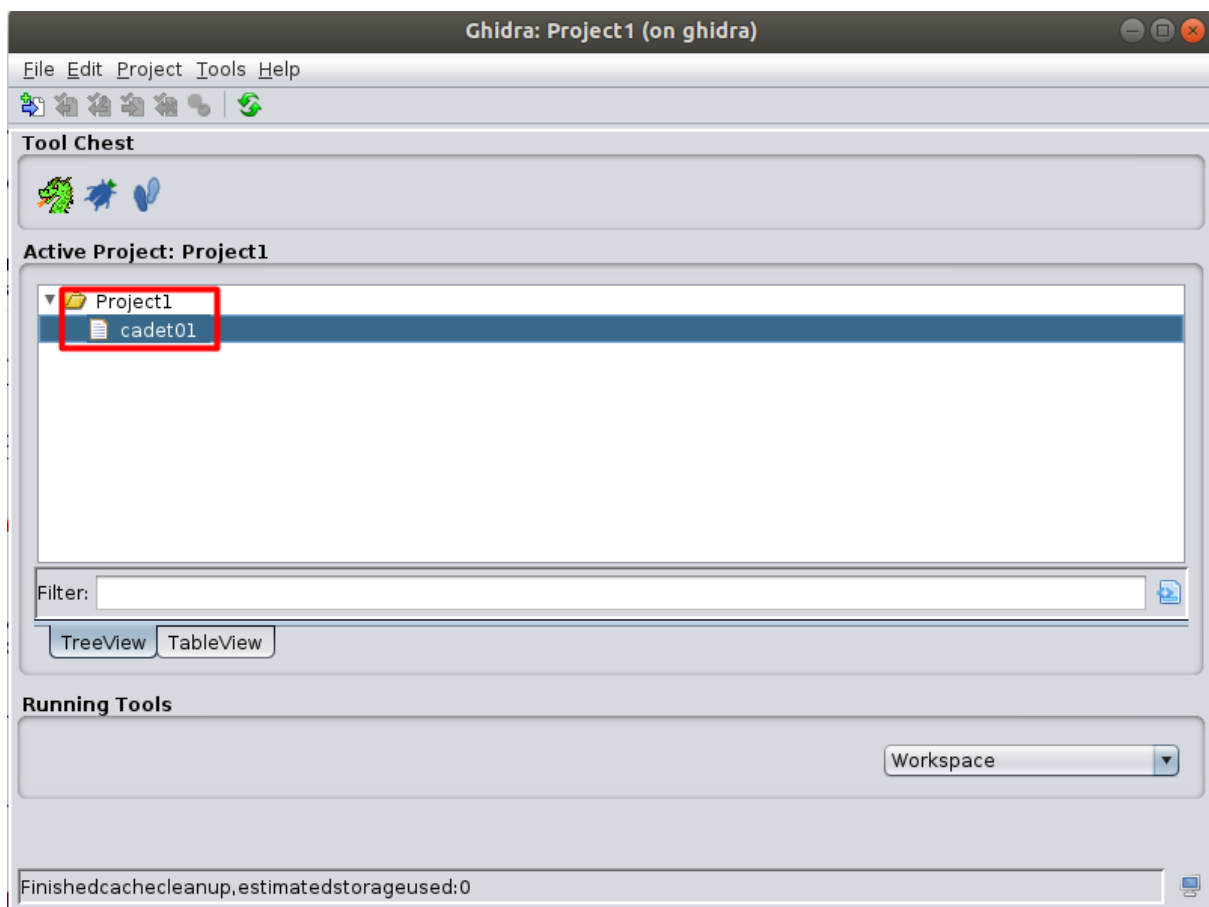 Ghidra: Project1 (on ghidra)
File Edit Project Tools Help
Tool Chest
Active Project: Project1
Project1
cadet01
Filter:
TreeView TableView
Running Tools
Workspace
Finishedcachecleanup,estimatedstorageused:0